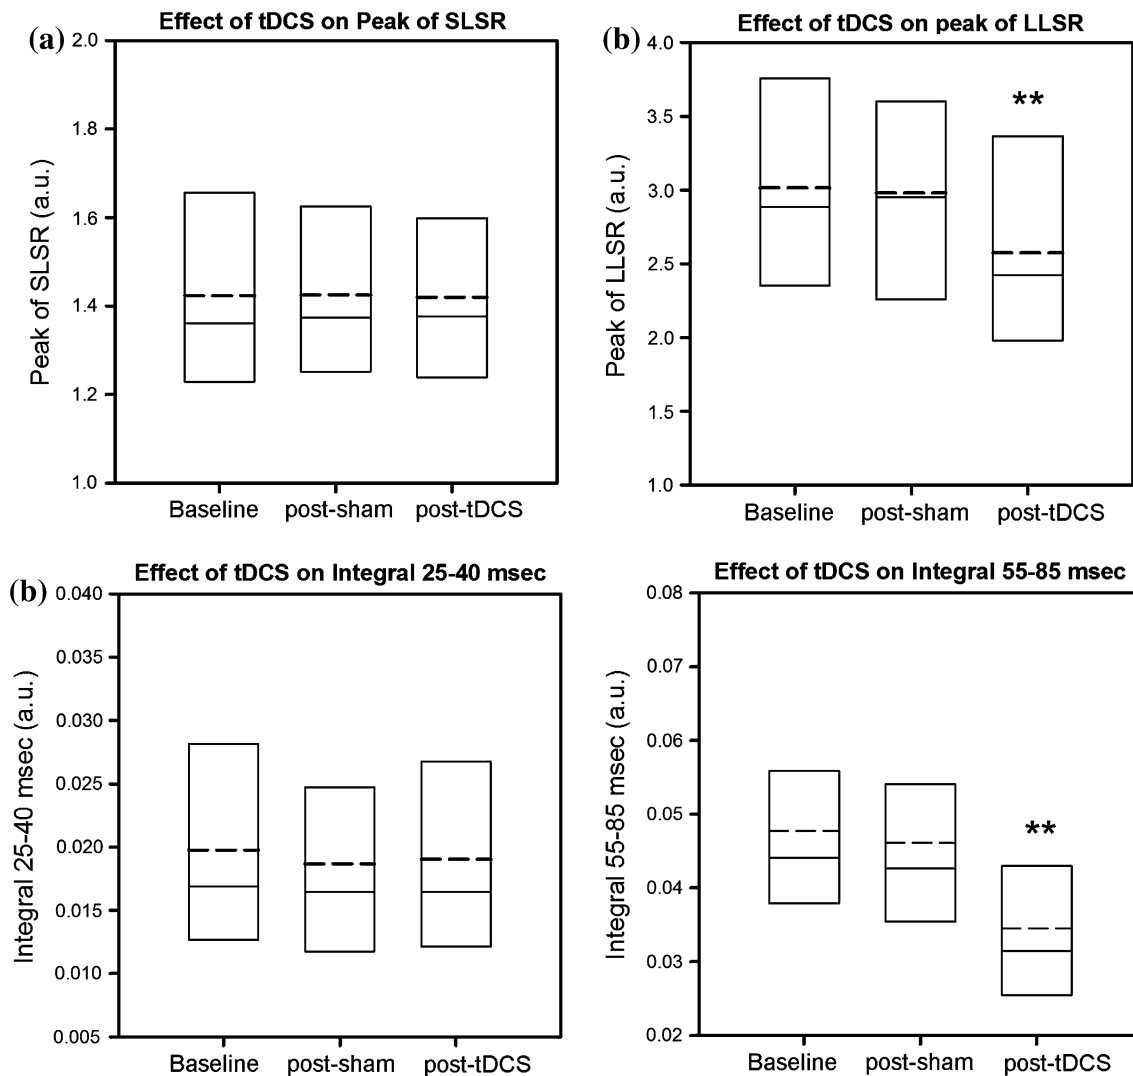 (a)
Effect of tDCS on Peak of SLSR
2.0
1.8
1.6
1.4
1.2
1.0
Peak of SLSR (a.u.)
Baseline
post-sham
post-tDCS
(b)
Effect of tDCS on peak of LLSR
4.0
3.5
3.0
2.5
2.0
1.5
1.0
Peak of LLSR (a.u.)
**
Baseline
post-sham
post-tDCS
(b)
Effect of tDCS on Integral 25-40 msec
0.040
0.035
0.030
0.025
0.020
0.015
0.010
0.005
Integral 25-40 msec (a.u.)
Baseline
post-sham
post-tDCS
Effect of tDCS on Integral 55-85 msec
0.08
0.07
0.06
0.05
0.04
0.03
0.02
Integral 55-85 msec (a.u.)
**
Baseline
post-sham
post-tDCS